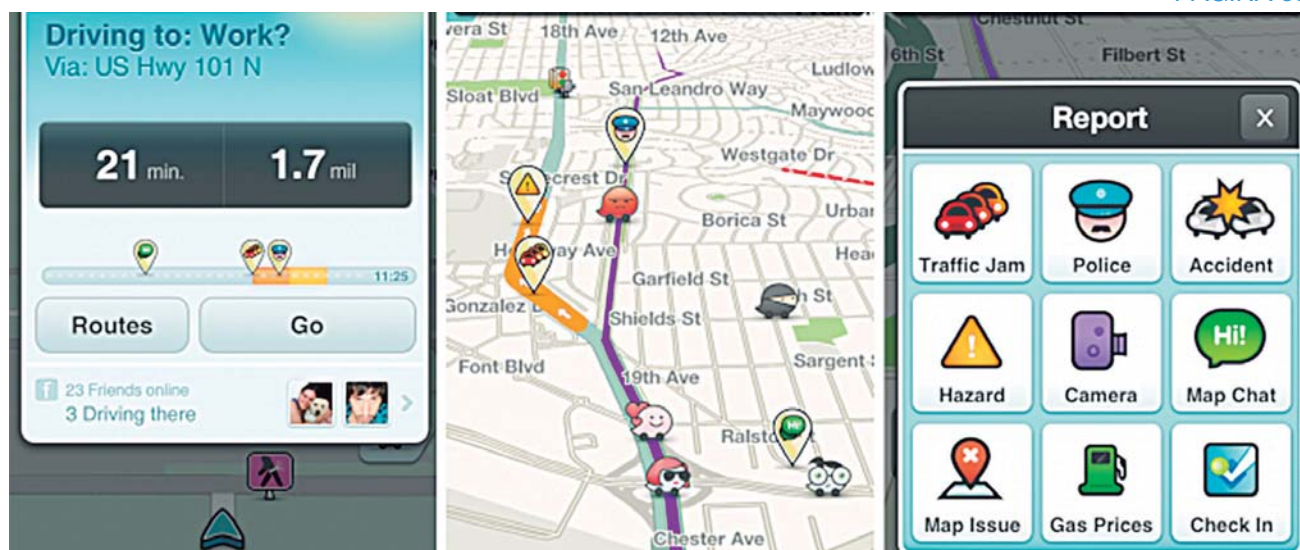 Driving to: Work?
Via: US Hwy 101 N
21 min.
1.7 mil
11:25
Routes
Go
23 Friends online
3 Driving there
18th Ave
12th Ave
Sloat Blvd
San Leandro Way
Westgate Dr
Borica St
Garfield St
Shields St
Font Blvd
19th Ave
Chester Ave
Chestnut St
6th St
Filbert St
Report
X
Traffic Jam
Police
Accident
Hazard
Camera
Hi!
Map Chat
Map Issue
Gas Prices
Check In